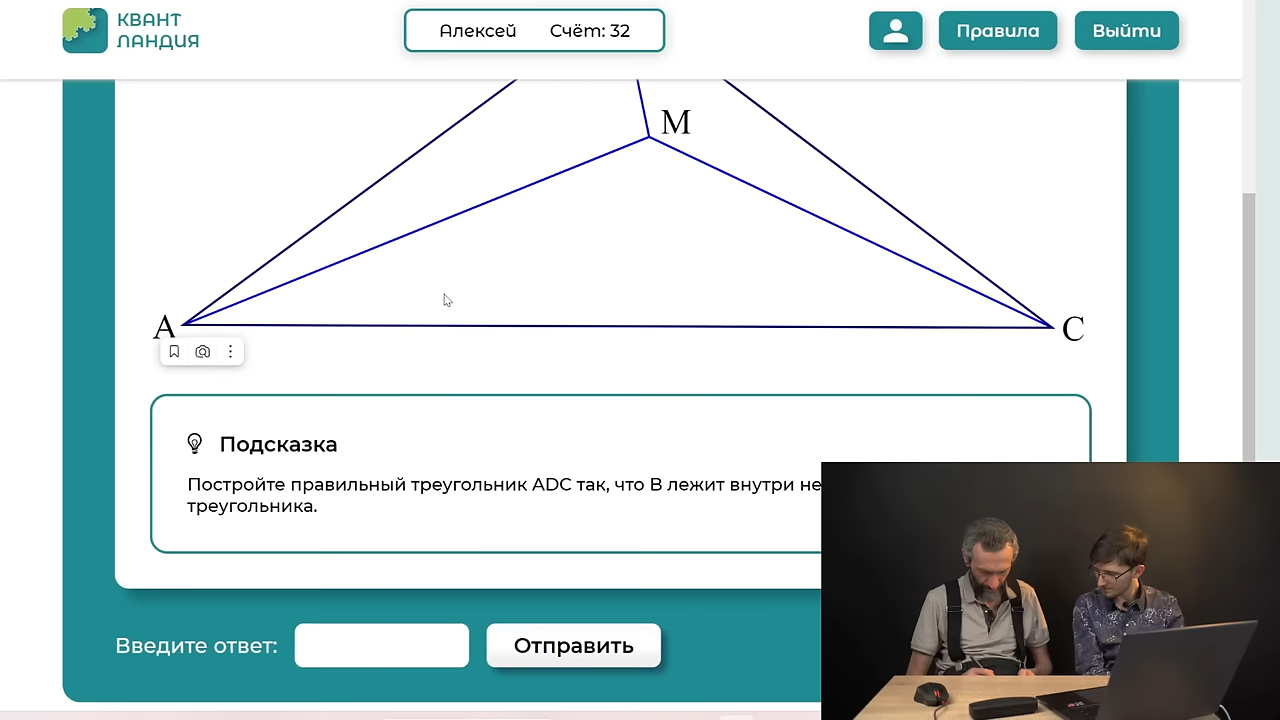 КВАНТ
ЛАНДИЯ
Алексей Счёт: 32
Правила
Выйти
M
A
C
Подсказка
Постройте правильный треугольник ADC так, что B лежит внутри
треугольника.
Введите ответ:
Отправить